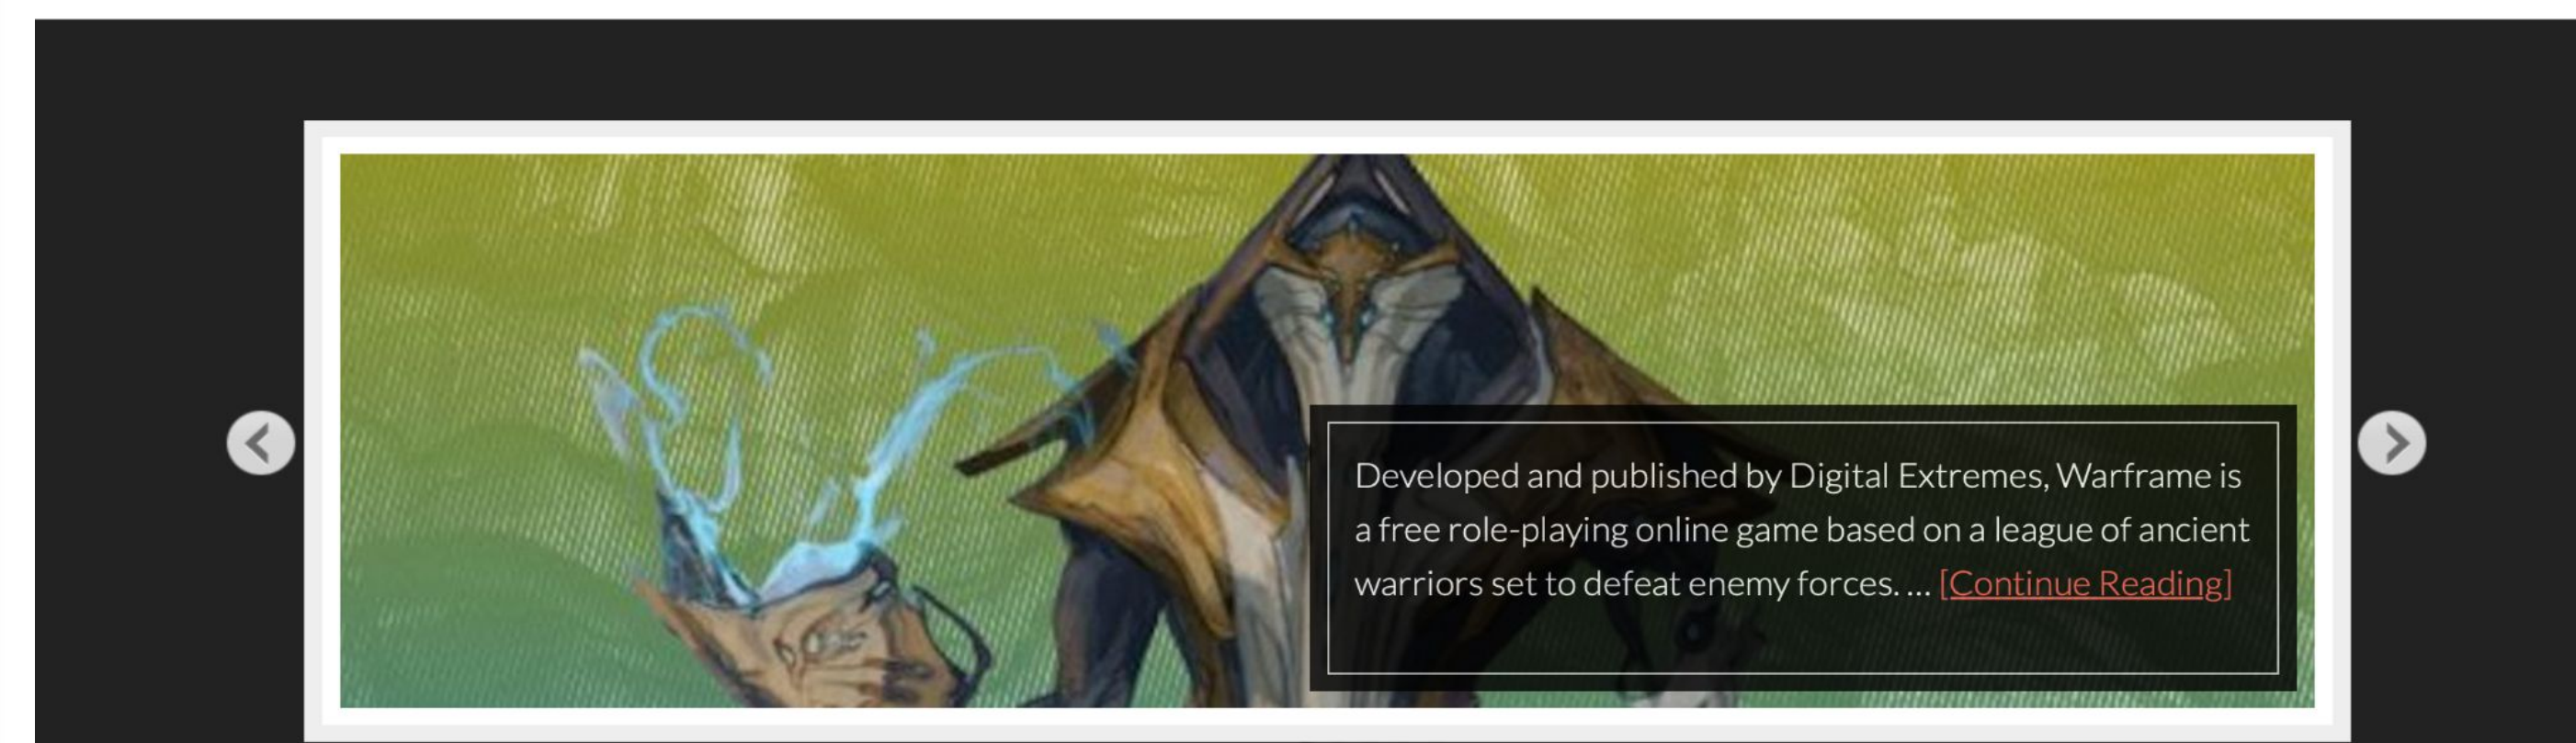 Developed and published by Digital Extremes, Warframe is
a free role-playing online game based on a league of ancient
warriors set to defeat enemy forces. ... [Continue Reading]